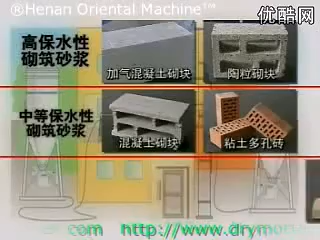 ®Henan Oriental Machine™
优酷网
高保水性
砌筑砂浆
加气混凝土砌块
陶粒砌块
中等保水性
砌筑砂浆
混凝土砌块
粘土多孔砖
com http://www.drymortar